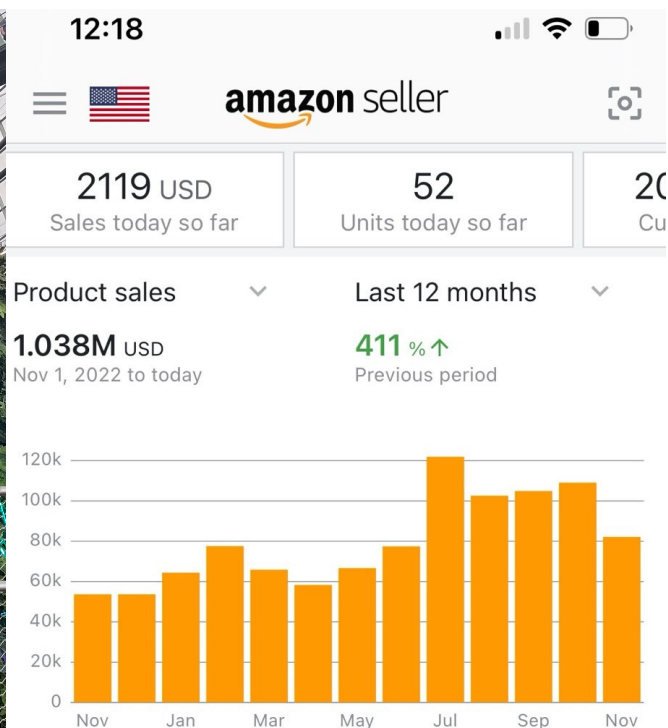 12:18
amazon seller
2119 USD
Sales today so far
52
Units today so far
20
Cu
Product sales
Last 12 months
1.038M USD
Nov 1, 2022 to today
411 % ↑
Previous period
120k
100k
80k
60k
40k
20k
0
Nov Jan Mar May Jul Sep Nov